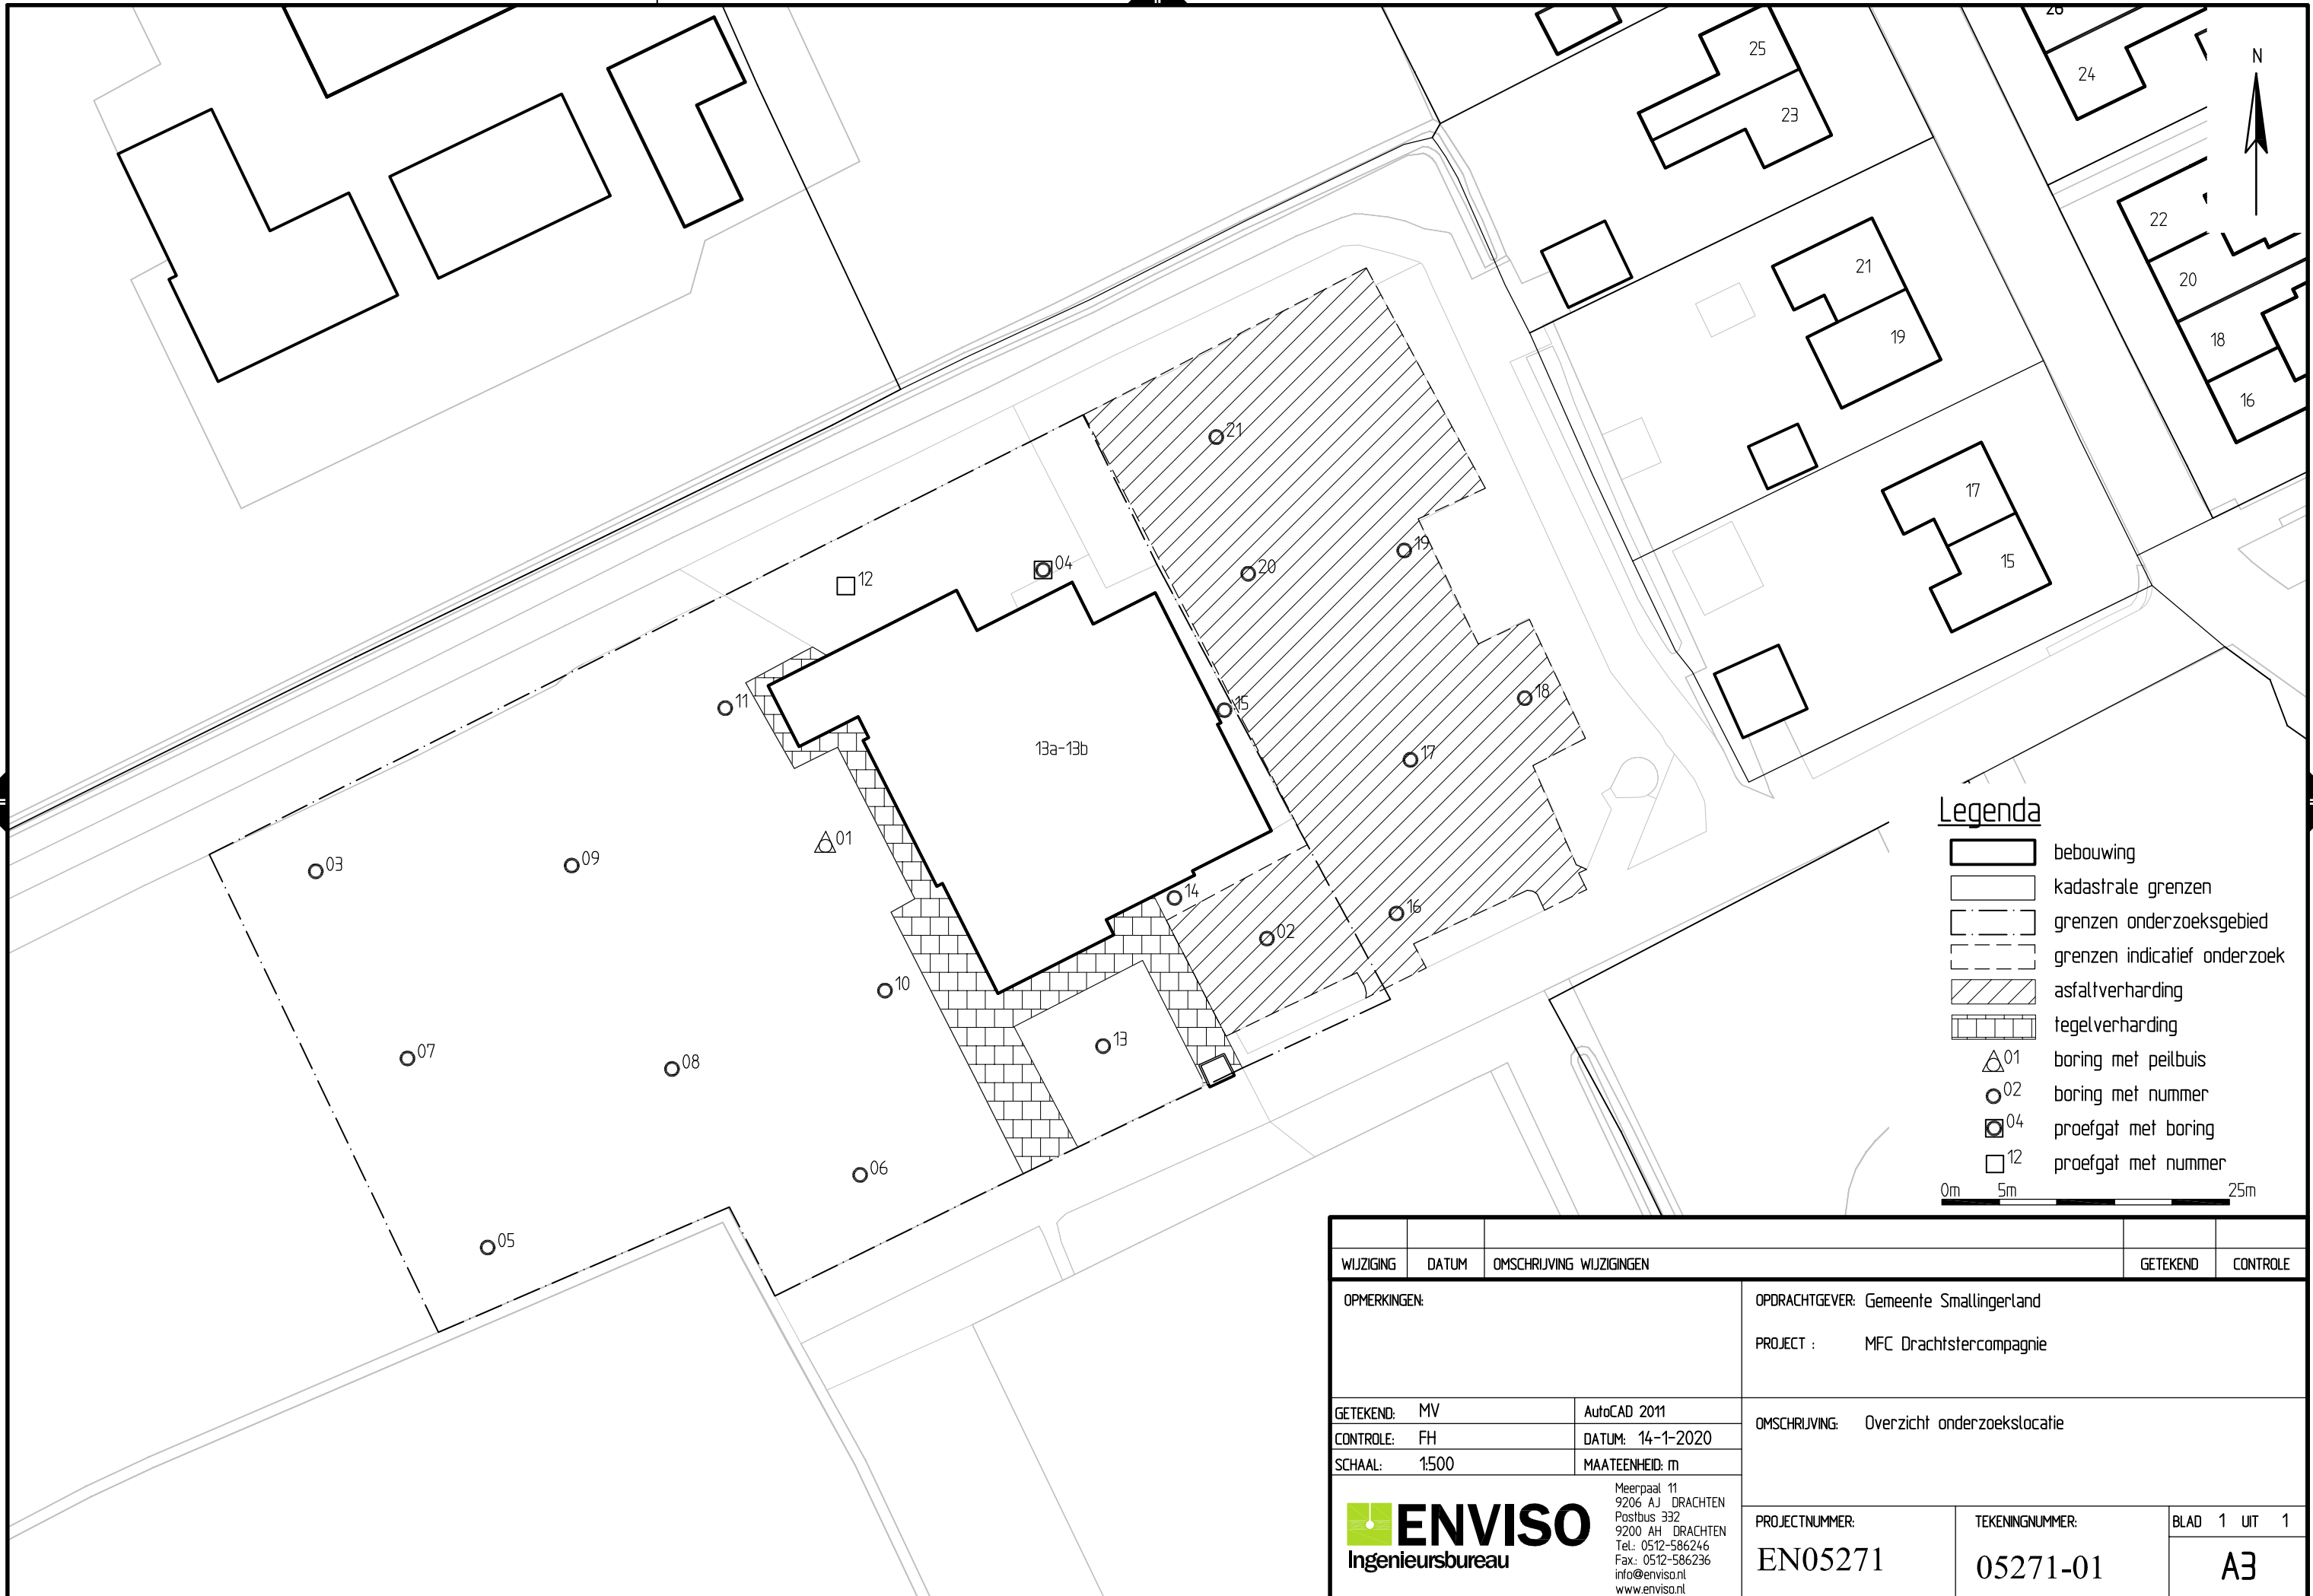 26
25
24
N
23
22
21
20
19
18
16
17
15
21
19
20
04
12
18
11
15
13a-13b
17
01
09
03
14
16
02
10
13
07
08
06
05
Legenda
bebouwing
kadastrale grenzen
grenzen onderzoeksgebied
grenzen indicatief onderzoek
asfaltverharding
tegelverharding
01 boring met peilbuis
02 boring met nummer
04 proefgat met boring
12 proefgat met nummer
0m 5m 25m
WIJZIGING DATUM OMSCHRIJVING WIJZIGINGEN GETEKEND CONTROLE
OPMERKINGEN:
OPDRACHTGEVER: Gemeente Smallingerland
PROJECT : MFC Drachtstercompagnie
GETEKEND: MV AutoCAD 2011
CONTROLE: FH DATUM: 14-1-2020
SCHAAL: 1:500 MAATEENHEID: m
OMSCHRIJVING: Overzicht onderzoekslocatie
ENVISO
Ingenieursbureau
Meerpaal 11
9206 AJ DRACHTEN
Postbus 332
9200 AH DRACHTEN
Tel.: 0512-586246
Fax.: 0512-586236
info@enviso.nl
www.enviso.nl
PROJECTNUMMER:
EN05271
TEKENINGNUMMER:
05271-01
BLAD 1 UIT 1
A3